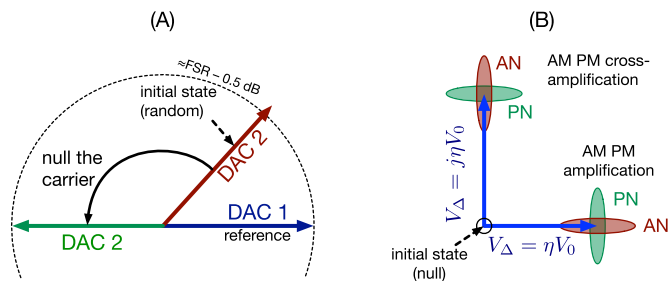 (A)
≈FSR – 0.5 dB
initial state
(random)
DAC 2
null the
carrier
DAC 1
DAC 2
reference
(B)
AN
AM PM cross-
amplification
PN
V_Δ = jηV_0
AM PM
amplification
PN
AN
initial state
(null)
V_Δ = ηV_0